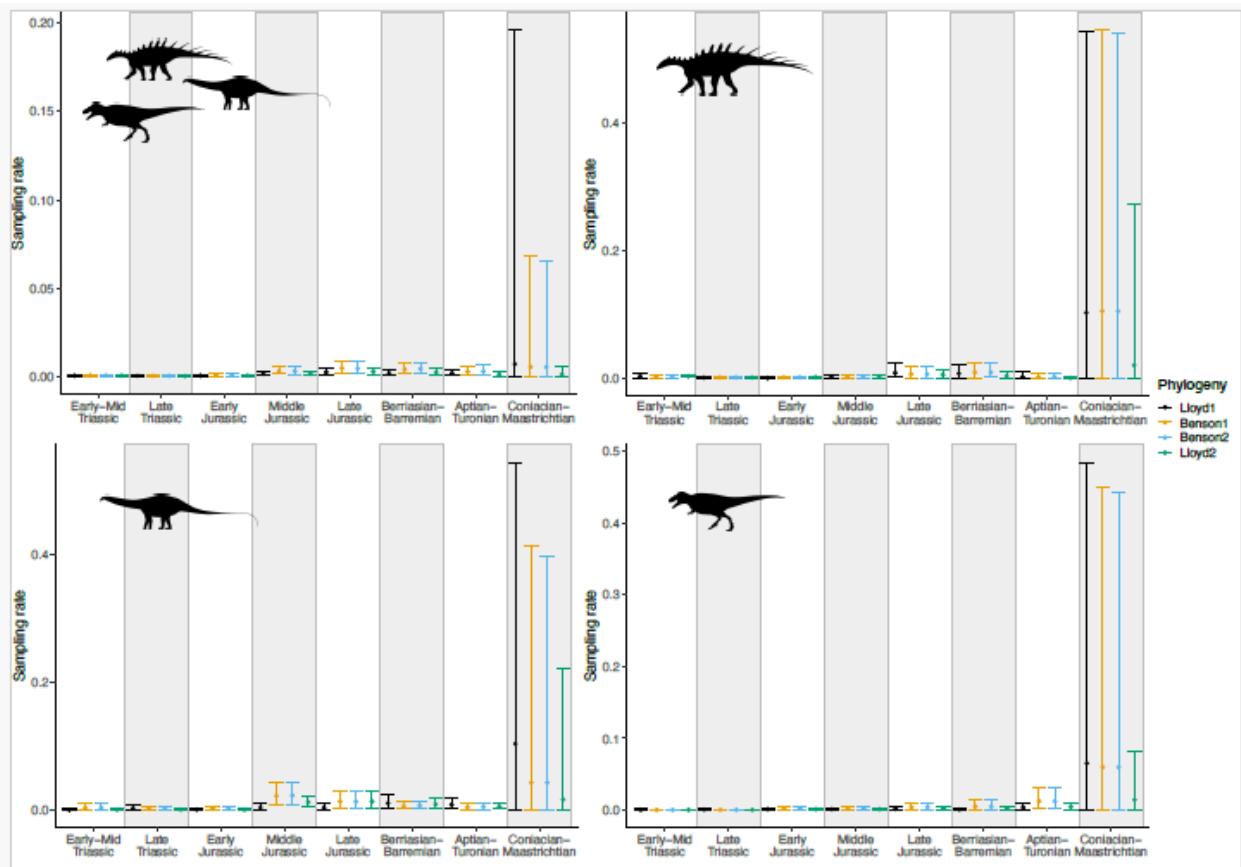 0.20
0.15
0.10
0.05
0.00
Sampling rate
Early-Mid Triassic
Late Triassic
Early Jurassic
Middle Jurassic
Late Jurassic
Berriasian-Barremian
Aptian-Turonian
Coniacian-Maastrichtian
0.4
0.2
0.0
Sampling rate
Early-Mid Triassic
Late Triassic
Early Jurassic
Middle Jurassic
Late Jurassic
Berriasian-Barremian
Aptian-Turonian
Coniacian-Maastrichtian
Phylogeny
Lloyd1
Benson1
Benson2
Lloyd2
0.4
0.2
0.0
Sampling rate
Early-Mid Triassic
Late Triassic
Early Jurassic
Middle Jurassic
Late Jurassic
Berriasian-Barremian
Aptian-Turonian
Coniacian-Maastrichtian
0.5
0.4
0.3
0.2
0.1
0.0
Sampling rate
Early-Mid Triassic
Late Triassic
Early Jurassic
Middle Jurassic
Late Jurassic
Berriasian-Barremian
Aptian-Turonian
Coniacian-Maastrichtian